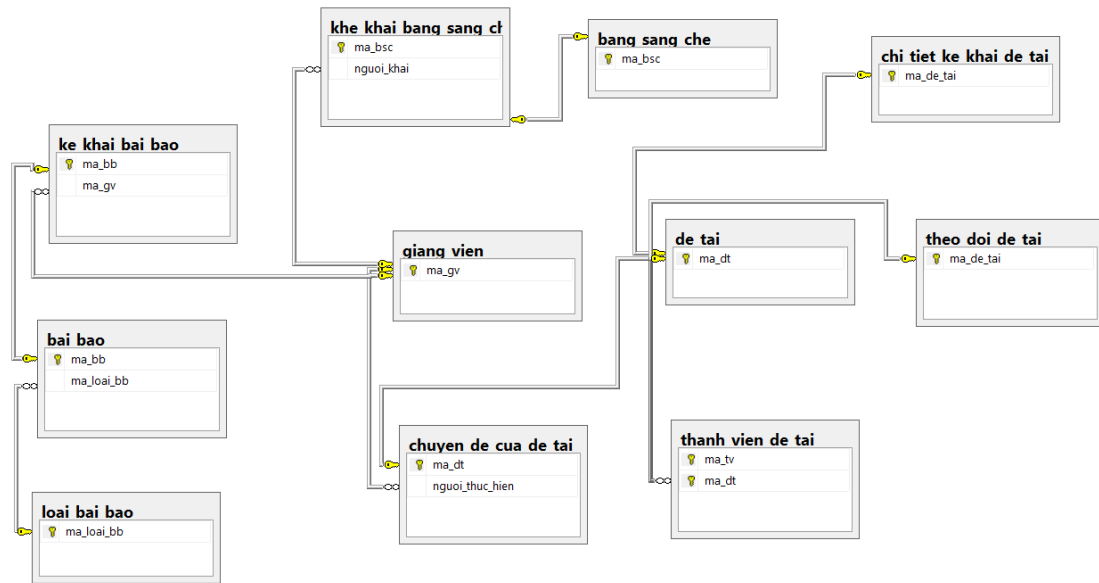 khe khai bang sang ch
ma_bsc
nguoi_khai
bang sang che
ma_bsc
chi tiet ke khai de tai
ma_de_tai
ke khai bai bao
ma_bb
ma_gv
giang vien
ma_gv
de tai
ma_dt
theo doi de tai
ma_de_tai
bai bao
ma_bb
ma_loai_bb
chuyen de cua de tai
ma_dt
nguoi_thuc_hien
thanh vien de tai
ma_tv
ma_dt
loai bai bao
ma_loai_bb